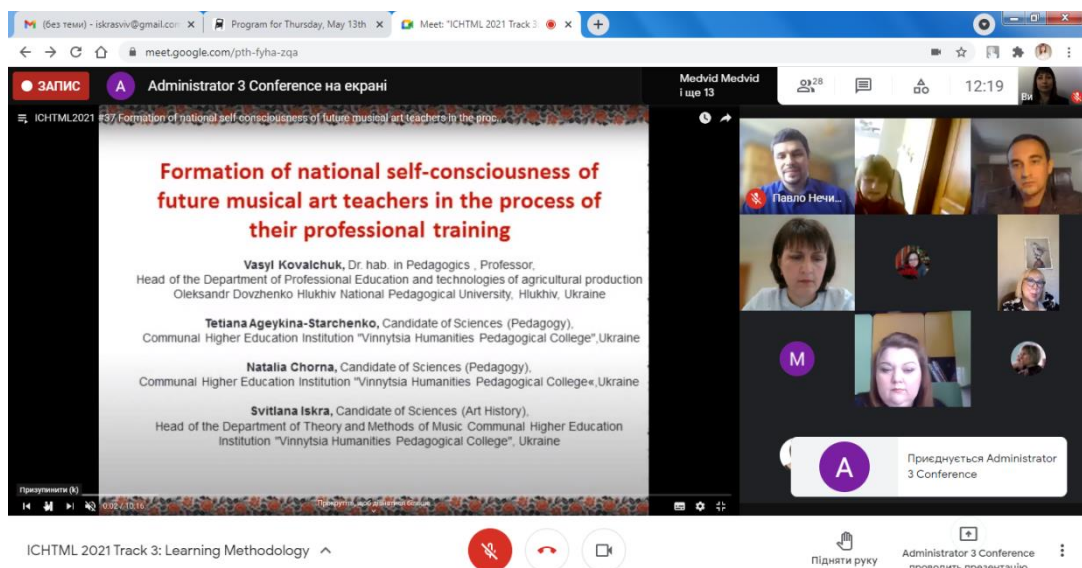 (без теми) - iskrasviv@gmail.com
Program for Thursday, May 13th
Meet: "ICHTML 2021 Track 3:
meet.google.com/pth-fyha-zqa
ЗАПИС
A
Administrator 3 Conference на екрані
Medvid Medvid
і ще 13
28
12:19
Ви
ICHTML2021 #37 Formation of national self-consciousness of future musical art teachers in the proc...
Formation of national self-consciousness of
future musical art teachers in the process of
their professional training
Vasyl Kovalchuk, Dr. hab. in Pedagogics , Professor,
Head of the Department of Professional Education and technologies of agricultural production
Oleksandr Dovzhenko Hlukhiv National Pedagogical University, Hlukhiv, Ukraine
Tetiana Ageykina-Starchenko, Candidate of Sciences (Pedagogy),
Communal Higher Education Institution "Vinnytsia Humanities Pedagogical College",Ukraine
Natalia Chorna, Candidate of Sciences (Pedagogy),
Communal Higher Education Institution "Vinnytsia Humanities Pedagogical College«,Ukraine
Svitlana Iskra, Candidate of Sciences (Art History),
Head of the Department of Theory and Methods of Music Communal Higher Education
Institution "Vinnytsia Humanities Pedagogical College", Ukraine
Павло Нечи...
M
A
Приєднується Administrator
3 Conference
Призупинити (k)
0:02 / 10:16
Прокрутіть, щоб дізнатися більше
ICHTML 2021 Track 3: Learning Methodology
Підняти руку
Administrator 3 Conference
проводить презентацію